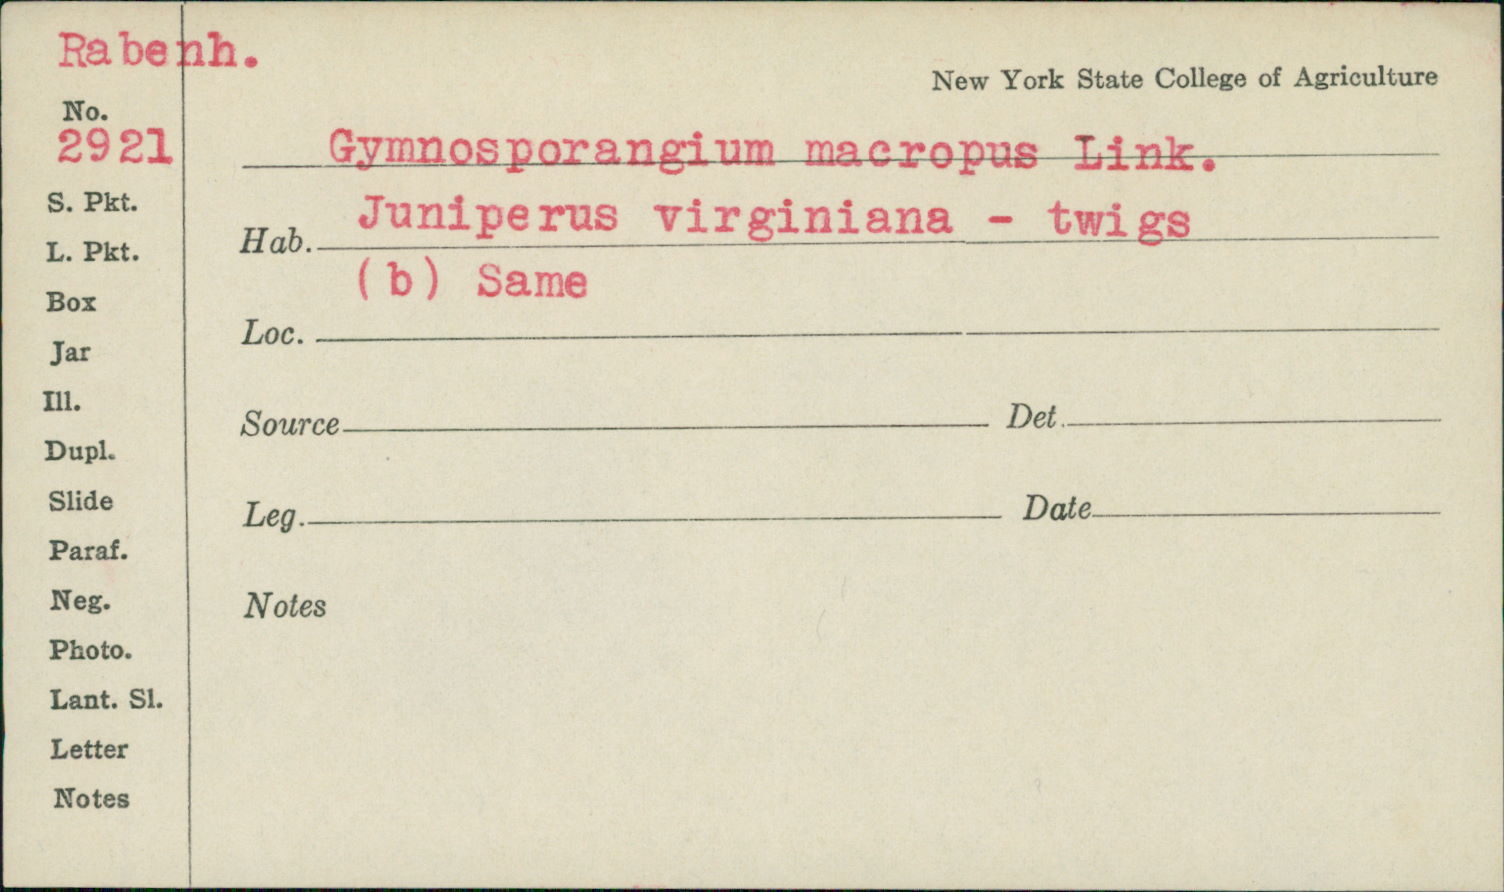 Rabenh.
New York State College of Agriculture
No.
2921
Gymnosporangium macropus Link.
S. Pkt.
Hab. Juniperus virginiana - twigs
L. Pkt.
(b) Same
Box
Loc.
Jar
Ill.
Source Det.
Dupl.
Slide
Leg. Date
Paraf.
Neg.
Notes
Photo.
Lant. Sl.
Letter
Notes